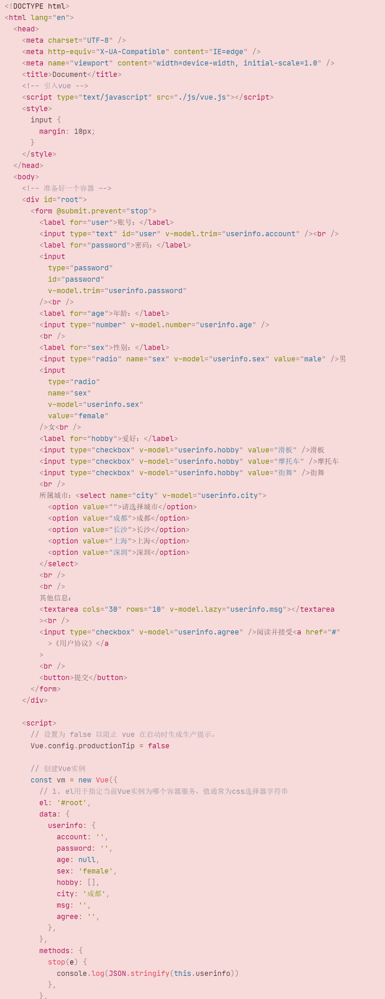 <!DOCTYPE html>
<html lang="en">
  <head>
    <meta charset="UTF-8" />
    <meta http-equiv="X-UA-Compatible" content="IE=edge" />
    <meta name="viewport" content="width=device-width, initial-scale=1.0" />
    <title>Document</title>
    <!-- 引入vue -->
    <script type="text/javascript" src="./js/vue.js"></script>
    <style>
      input {
        margin: 10px;
      }
    </style>
  </head>
  <body>
    <!-- 准备好一个容器 -->
    <div id="root">
      <form @submit.prevent="stop">
        <label for="user">账号：</label>
        <input type="text" id="user" v-model.trim="userinfo.account" /><br />
        <label for="password">密码：</label>
        <input
          type="password"
          id="password"
          v-model.trim="userinfo.password"
        /><br />
        <label for="age">年龄：</label>
        <input type="number" v-model.number="userinfo.age" />
        <br />
        <label for="sex">性别：</label>
        <input type="radio" name="sex" v-model="userinfo.sex" value="male" />男
        <input
          type="radio"
          name="sex"
          v-model="userinfo.sex"
          value="female"
        />女<br />
        <label for="hobby">爱好：</label>
        <input type="checkbox" v-model="userinfo.hobby" value="滑板" />滑板
        <input type="checkbox" v-model="userinfo.hobby" value="摩托车" />摩托车
        <input type="checkbox" v-model="userinfo.hobby" value="街舞" />街舞
        <br />
        所属城市：<select name="city" v-model="userinfo.city">
          <option value="">请选择城市</option>
          <option value="成都">成都</option>
          <option value="长沙">长沙</option>
          <option value="上海">上海</option>
          <option value="深圳">深圳</option>
        </select>
        <br />
        <br />
        其他信息：
        <textarea cols="30" rows="10" v-model.lazy="userinfo.msg"></textarea
        ><br />
        <input type="checkbox" v-model="userinfo.agree" />阅读并接受<a href="#"
          >《用户协议》</a
        >
        <br />
        <button>提交</button>
      </form>
    </div>

    <script>
      // 设置为 false 以阻止 vue 在启动时生成生产提示。
      Vue.config.productionTip = false

      // 创建Vue实例
      const vm = new Vue({
        // 1. el用于指定当前Vue实例为哪个容器服务，值通常为css选择器字符串
        el: '#root',
        data: {
          userinfo: {
            account: '',
            password: '',
            age: null,
            sex: 'female',
            hobby: [],
            city: '成都',
            msg: '',
            agree: '',
          },
        },
        methods: {
          stop(e) {
            console.log(JSON.stringify(this.userinfo))
          },
        },